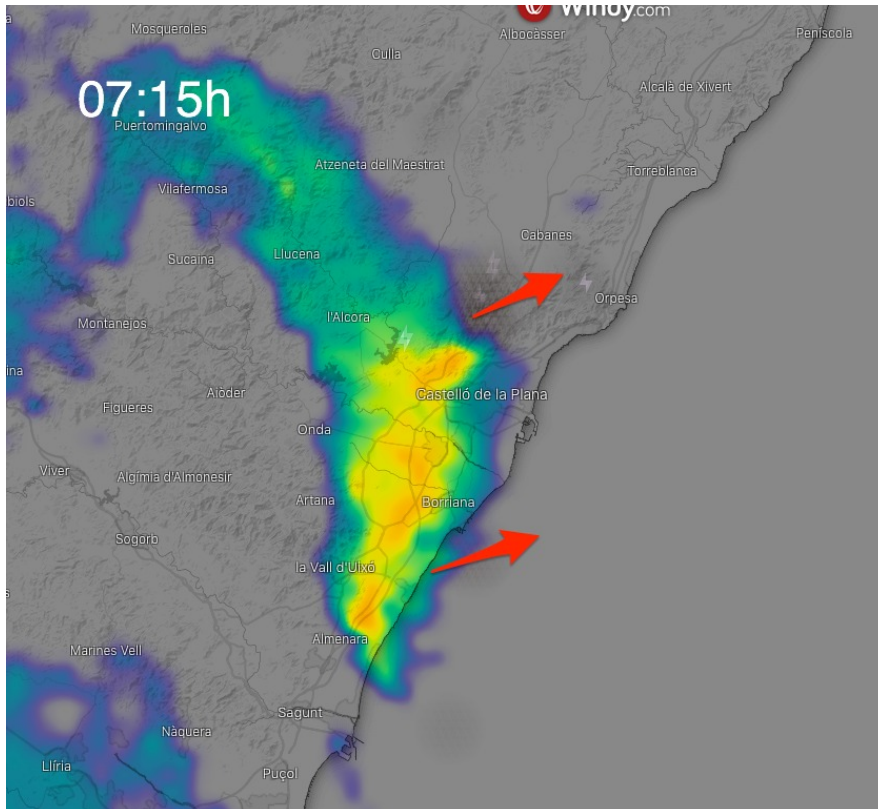 Windy.com
Mosqueroles
Albocàsser
Peníscola
Culla
Alcalà de Xivert
07:15h
Puertomingalvo
Atzeneta del Maestrat
Torreblanca
Vilafermosa
Cabanes
Sucaina
Llucena
Orpesa
Montanejos
l'Alcora
Aiòder
Castelló de la Plana
Figueres
Onda
Viver
Algímia d'Almonesir
Artana
Borriana
Sogorb
la Vall d'Uixó
Almenara
Marines Vell
Sagunt
Nàquera
Llíria
Puçol